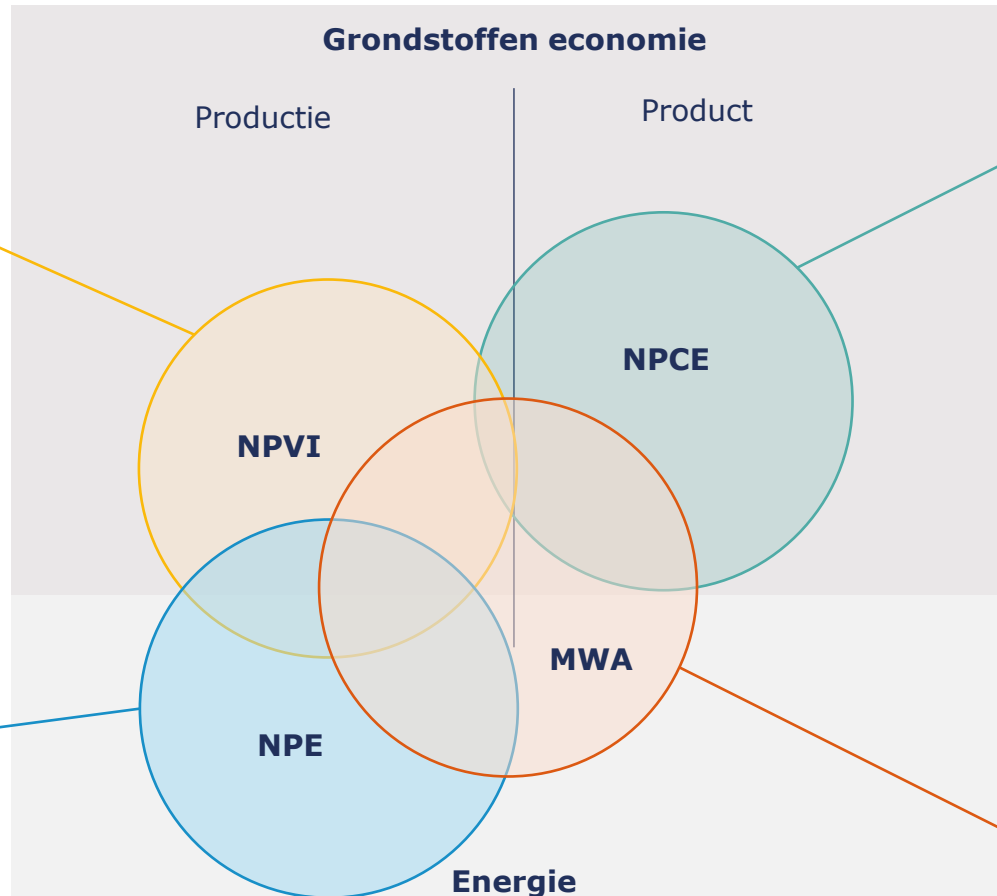 Grondstoffen economie
Productie
Product
NPCE
NPVI
MWA
NPE
Energie